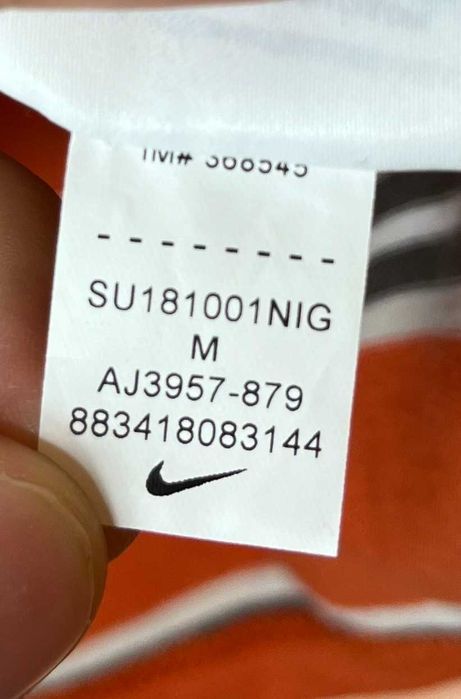 - - - - - - - -
SU181001NIG
M
AJ3957-879
883418083144